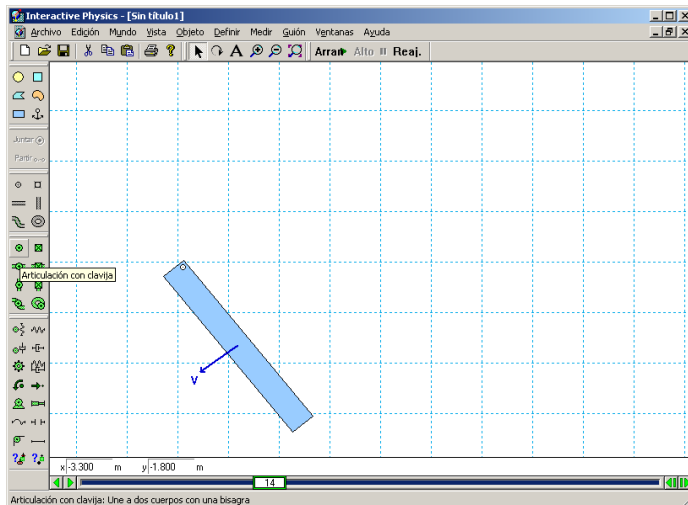 Interactive Physics - [Sin título1]
Archivo Edición Mundo Vista Objeto Definir Medir Guión Ventanas Ayuda
A Arran Alto II Reaj.
Juntar
Partir
Articulación con clavija
V
x -3.300 m y -1.800 m
14
Articulación con clavija: Une a dos cuerpos con una bisagra